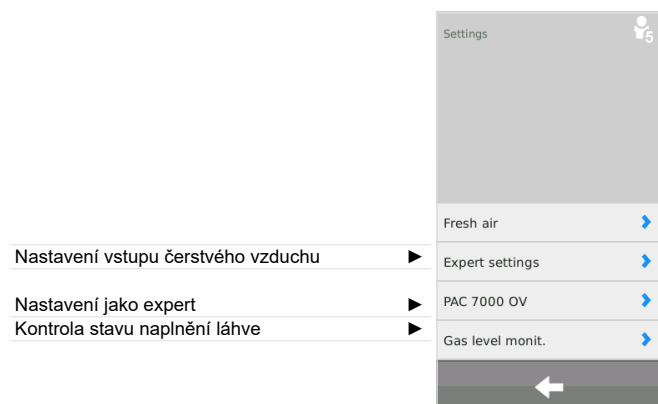 Settings
5
Fresh air
Nastavení vstupu čerstvého vzduchu
Expert settings
Nastavení jako expert
PAC 7000 OV
Kontrola stavu naplnění láhve
Gas level monit.